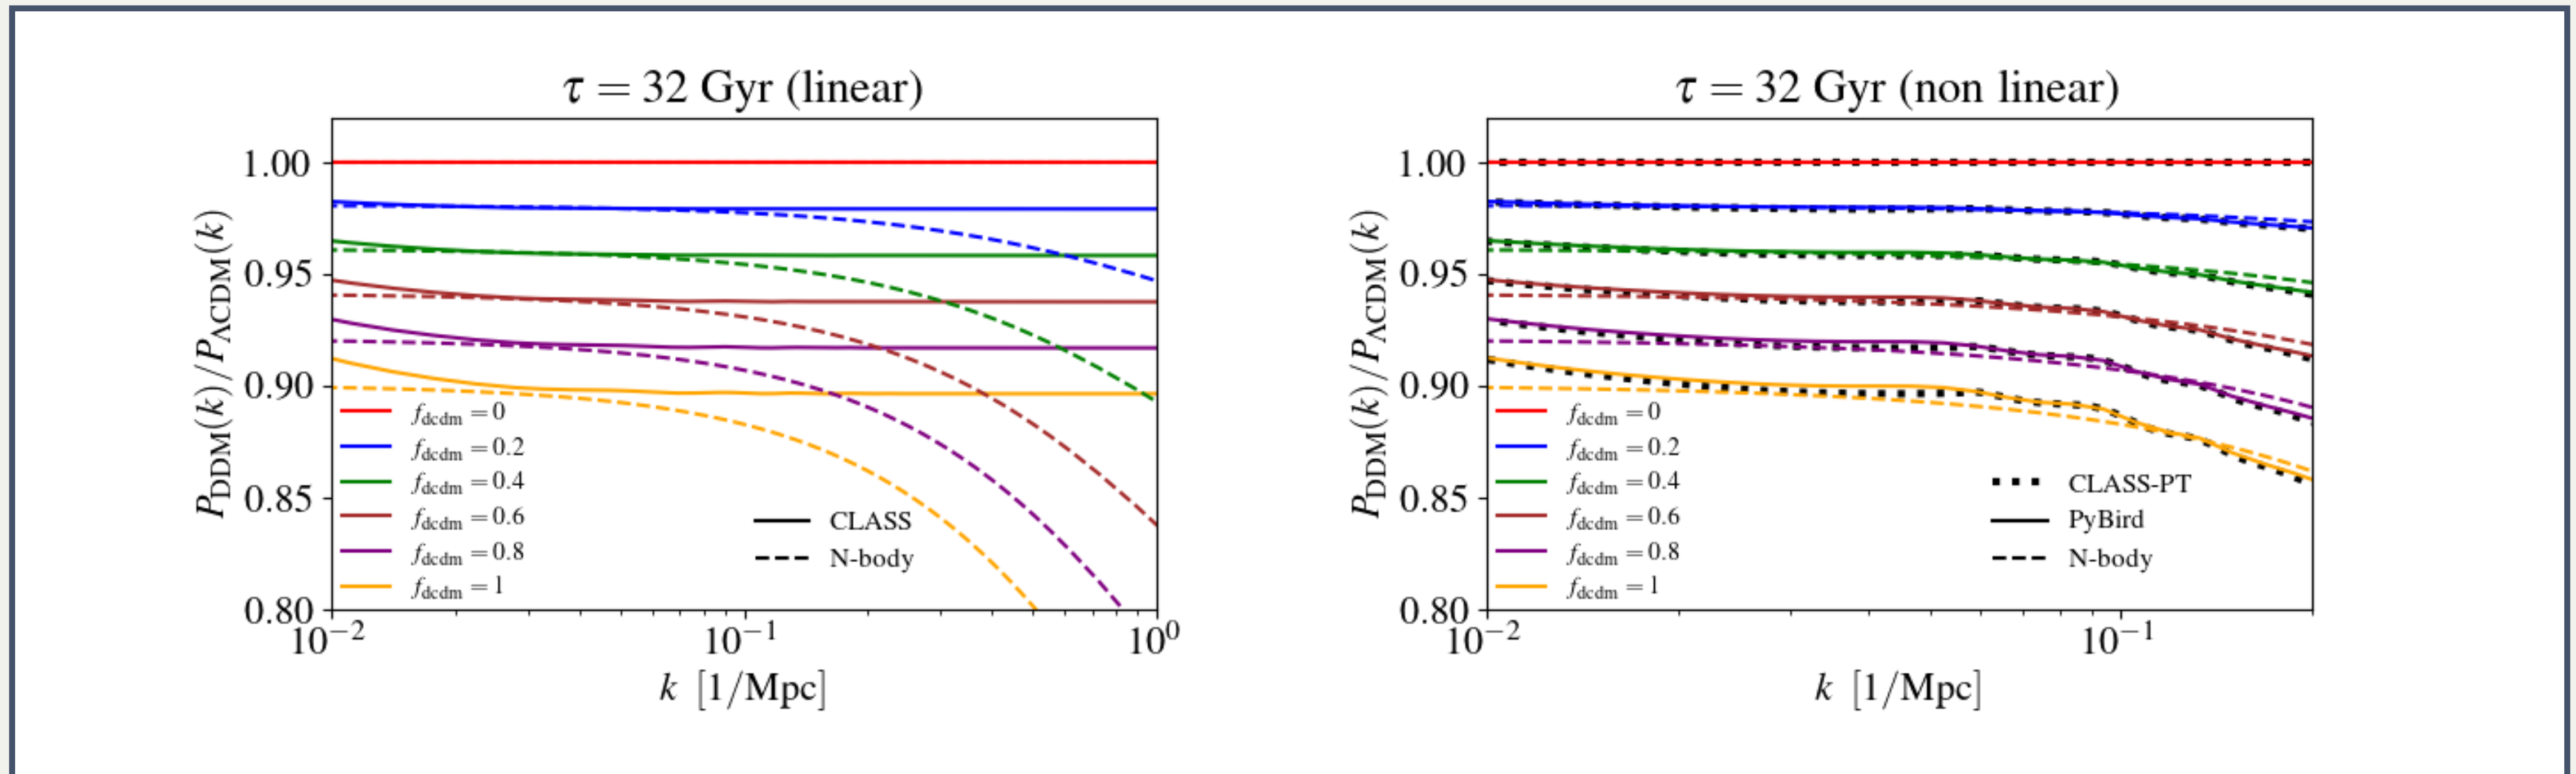 τ = 32 Gyr (linear)
P_DDM(k)/P_ΛCDM(k)
1.00
0.95
0.90
0.85
0.80
f_dcdm = 0
f_dcdm = 0.2
f_dcdm = 0.4
f_dcdm = 0.6
f_dcdm = 0.8
f_dcdm = 1
CLASS
N-body
10⁻²
10⁻¹
10⁰
k [1/Mpc]
τ = 32 Gyr (non linear)
P_DDM(k)/P_ΛCDM(k)
1.00
0.95
0.90
0.85
0.80
f_dcdm = 0
f_dcdm = 0.2
f_dcdm = 0.4
f_dcdm = 0.6
f_dcdm = 0.8
f_dcdm = 1
CLASS-PT
PyBird
N-body
10⁻²
10⁻¹
k [1/Mpc]